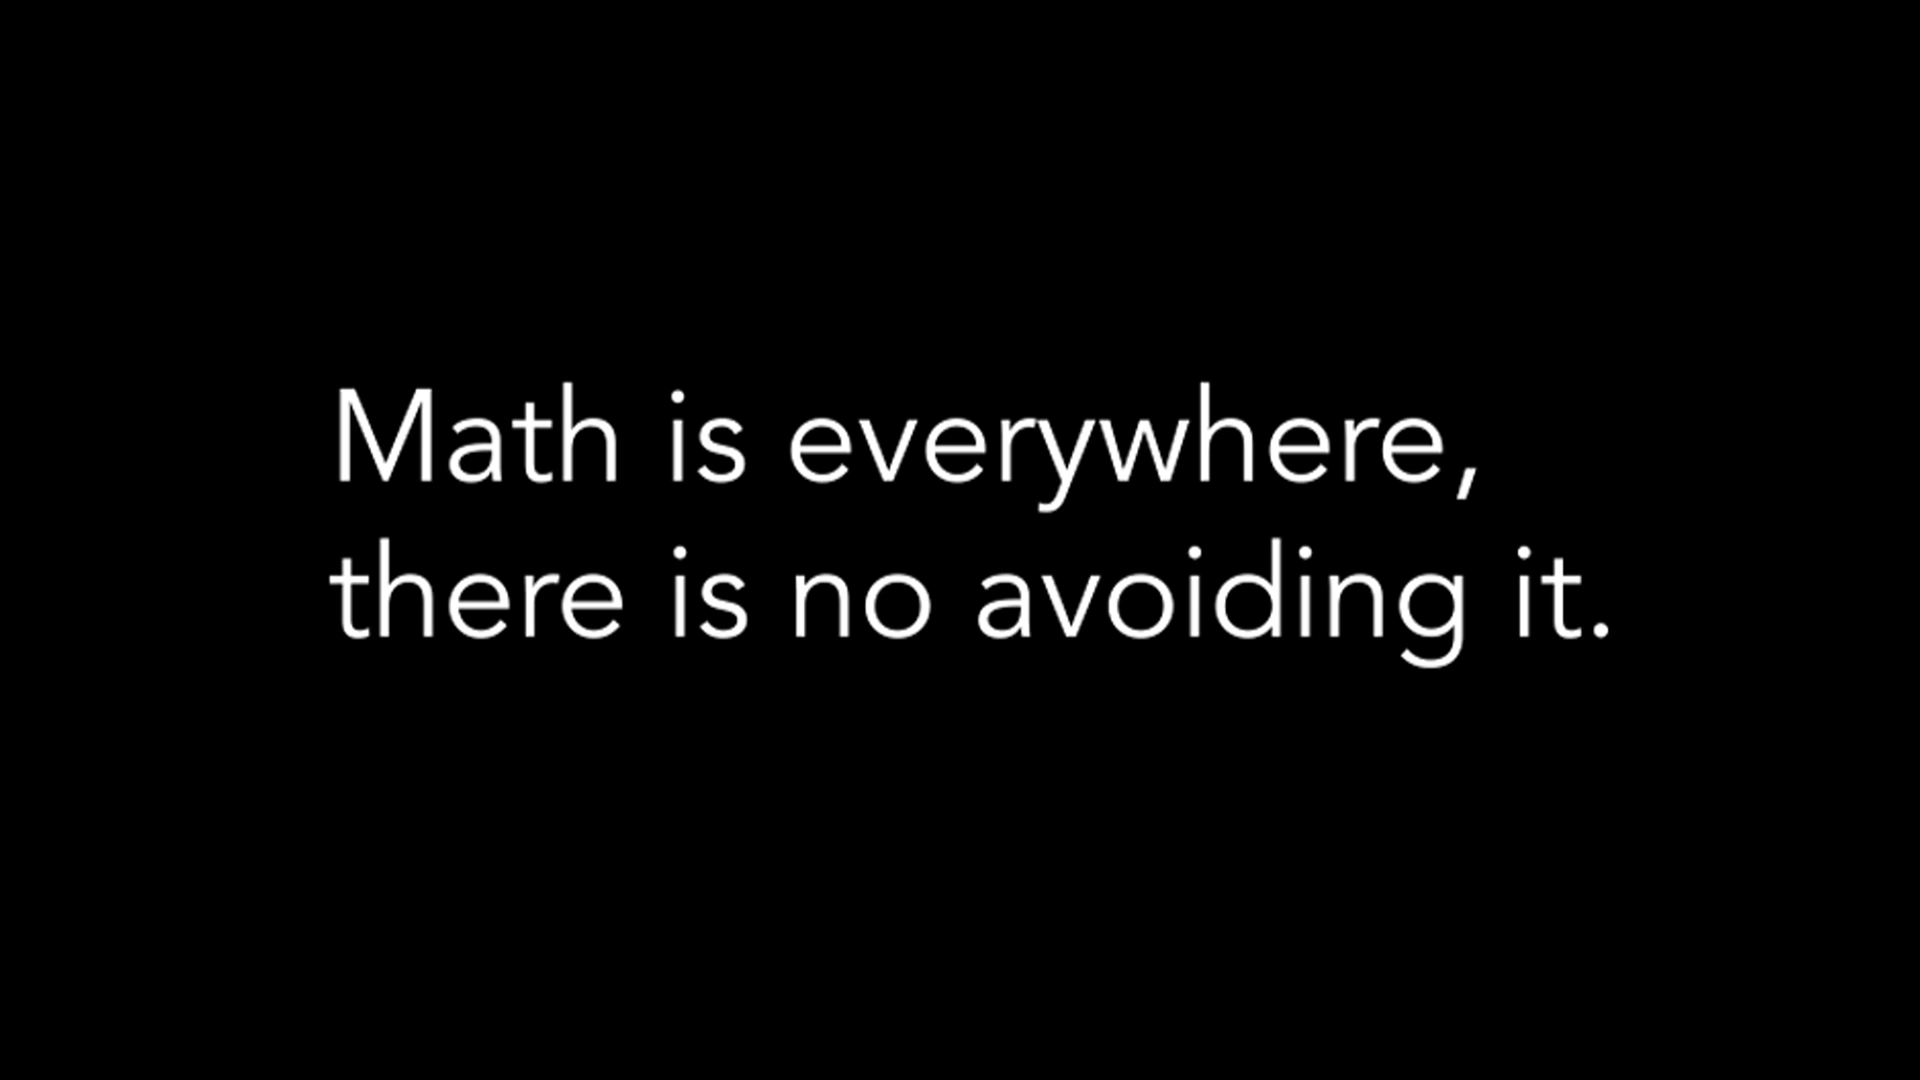 Math is everywhere,
there is no avoiding it.